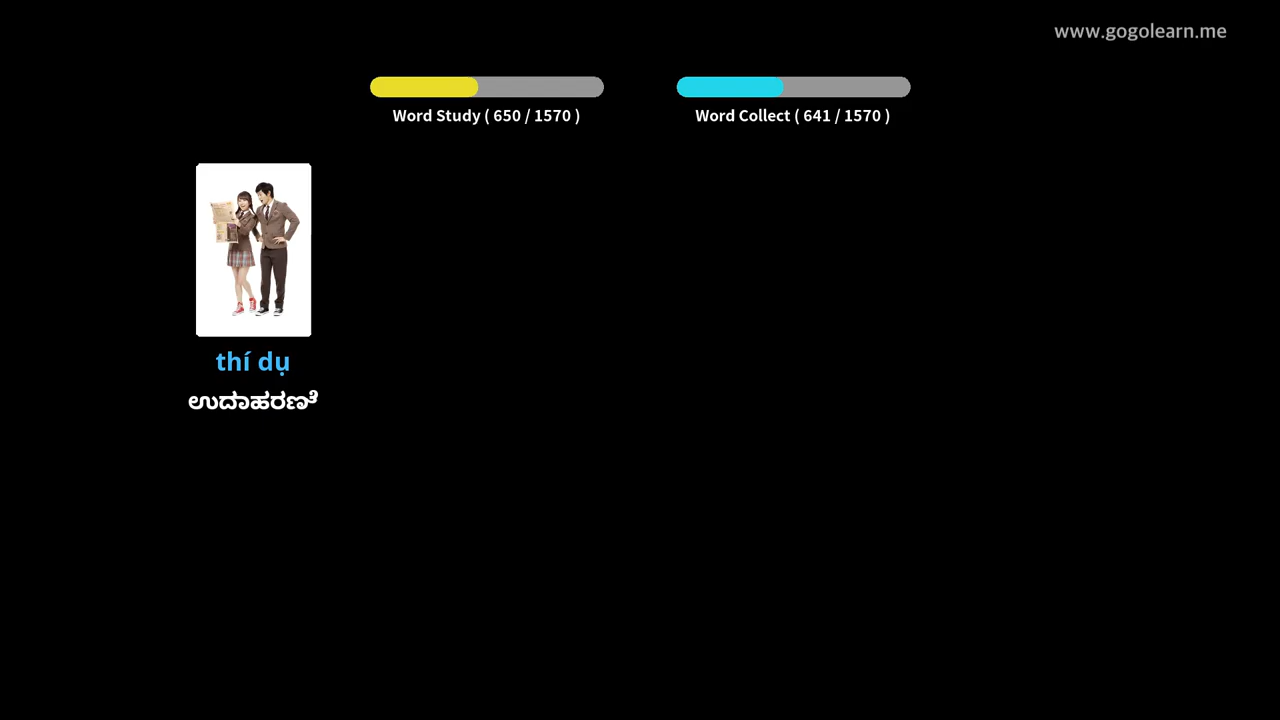 www.gogolearn.me
Word Study ( 650 / 1570 )
Word Collect ( 641 / 1570 )
thí dụ
ಉದಾಹರಣೆ